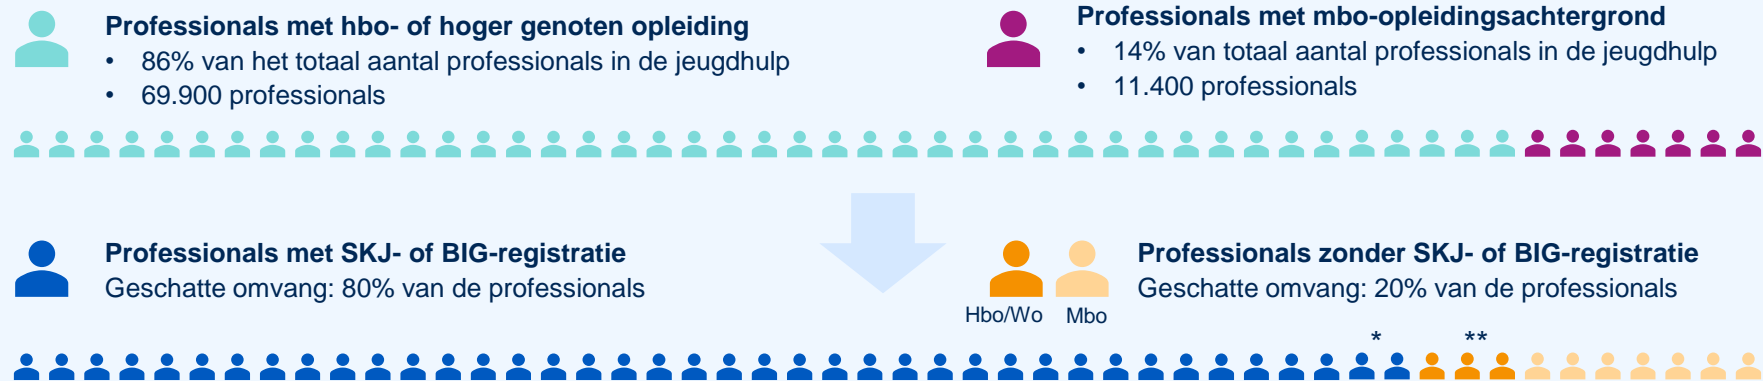 Professionals met hbo- of hoger genoten opleiding
• 86% van het totaal aantal professionals in de jeugdhulp
• 69.900 professionals
Professionals met mbo-opleidingsachtergrond
• 14% van totaal aantal professionals in de jeugdhulp
• 11.400 professionals
Professionals met SKJ- of BIG-registratie
Geschatte omvang: 80% van de professionals
Hbo/Wo
Mbo
Professionals zonder SKJ- of BIG-registratie
Geschatte omvang: 20% van de professionals
*
**